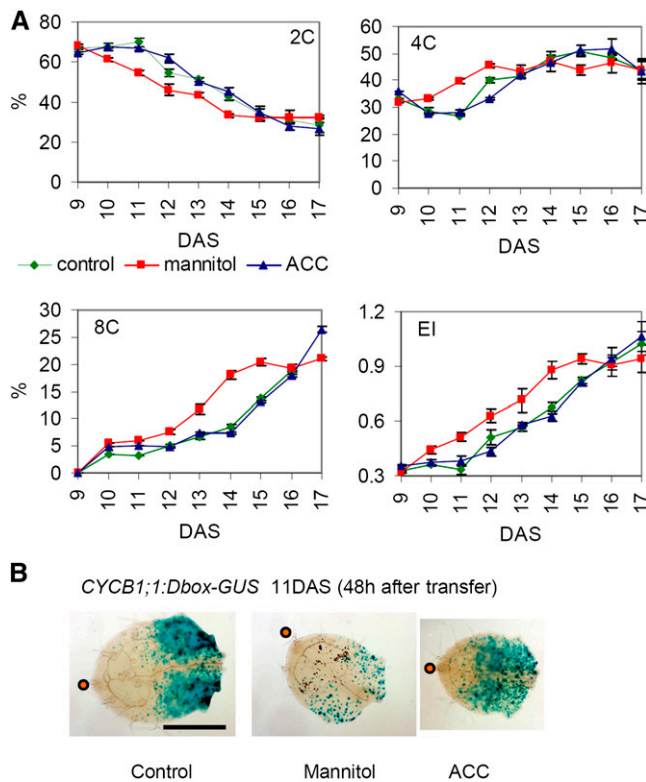 A
2C
4C
80
60
40
20
0
%
9 10 11 12 13 14 15 16 17
DAS
60
50
40
30
20
10
0
9 10 11 12 13 14 15 16 17
DAS
control mannitol ACC
8C
EI
30
25
20
15
10
5
0
%
9 10 11 12 13 14 15 16 17
DAS
1.2
0.9
0.6
0.3
9 10 11 12 13 14 15 16 17
DAS
B
CYCB1;1:Dbox-GUS 11DAS (48h after transfer)
Control Mannitol ACC